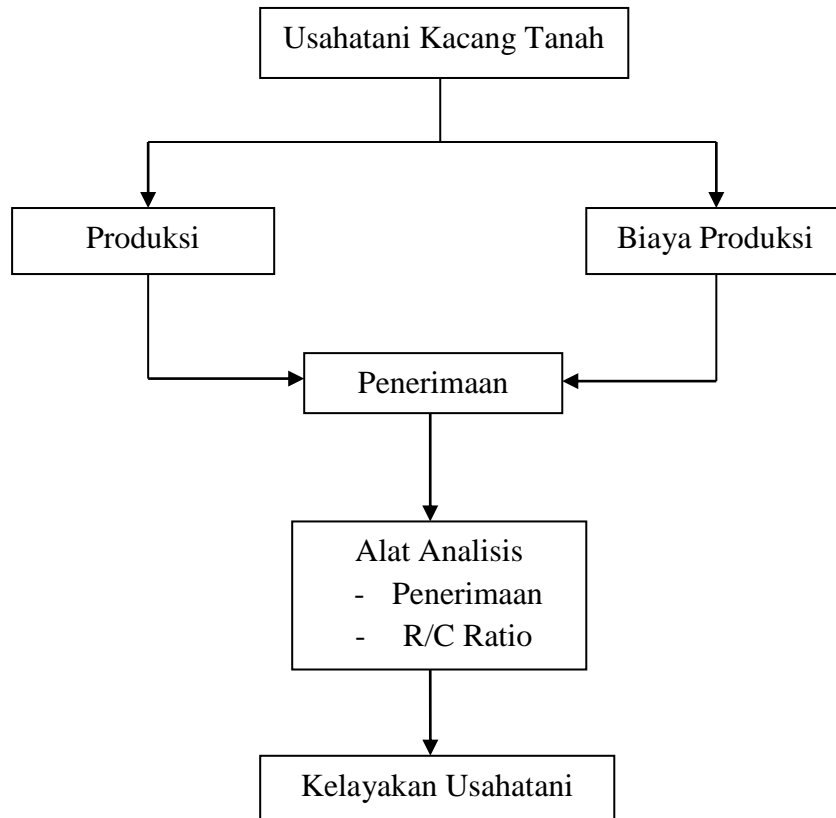 Usahatani Kacang Tanah
Produksi
Biaya Produksi
Penerimaan
Alat Analisis
- Penerimaan
- R/C Ratio
Kelayakan Usahatani